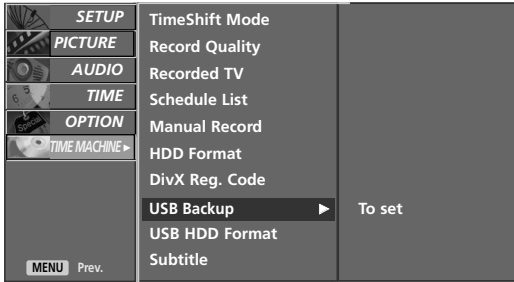 SETUP
PICTURE
AUDIO
TIME
OPTION
TIME MACHINE ►
MENU Prev.
TimeShift Mode
Record Quality
Recorded TV
Schedule List
Manual Record
HDD Format
DivX Reg. Code
USB Backup ►
USB HDD Format
Subtitle
To set